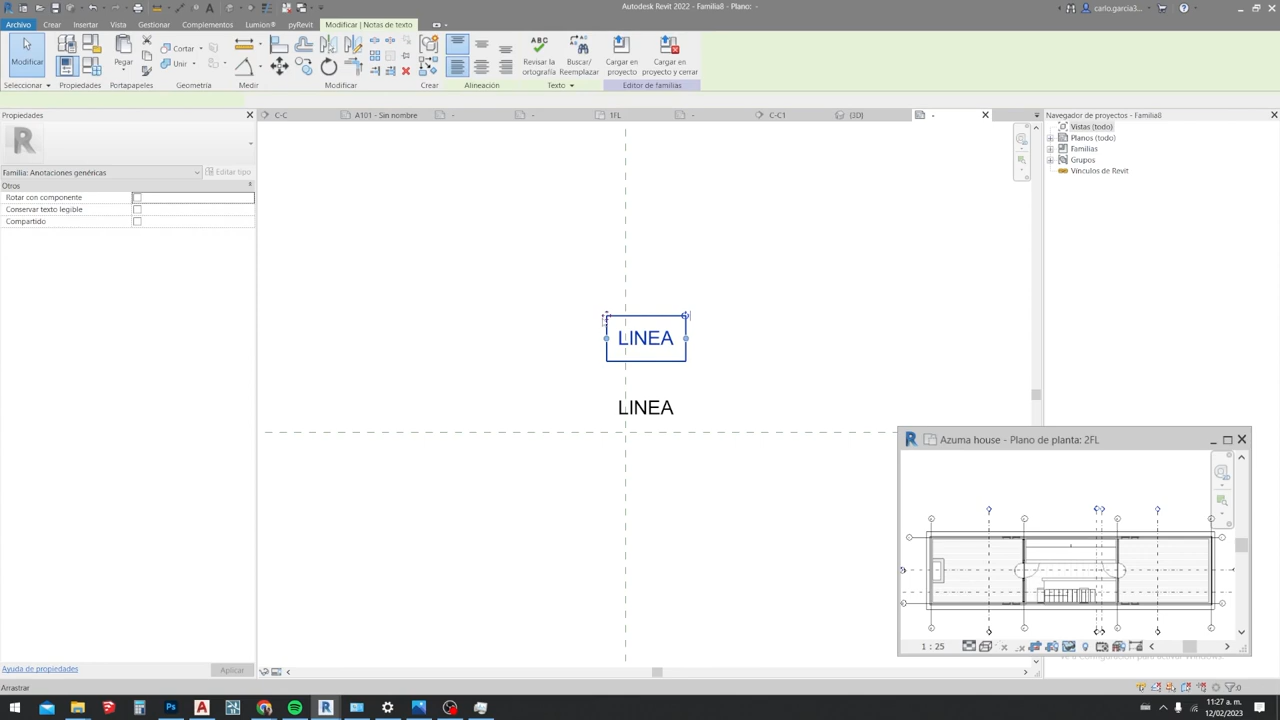 Autodesk Revit 2022 - Familia8 - Plano: -
carlo.garcia3...
Archivo Crear Insertar Vista Gestionar Complementos Lumion® pyRevit Modificar | Notas de texto
Modificar
Pegar
Cortar
Unir
Revisar la ortografía
Buscar/ Reemplazar
Cargar en proyecto
Cargar en proyecto y cerrar
Seleccionar Propiedades Portapapeles Geometría Medir Modificar Crear Alineación Texto Editor de familias
Propiedades
C-C
A101 - Sin nombre
-
-
1FL
-
C-C1
{3D}
-
Navegador de proyectos - Familia8
R
Familia: Anotaciones genéricas
Editar tipo
Otros
Rotar con componente
Conservar texto legible
Compartido
Vistas (todo)
Planos (todo)
Familias
Grupos
Vínculos de Revit
LINEA
LINEA
Azuma house - Plano de planta: 2FL
1 : 25
Ayuda de propiedades
Aplicar
Arrastrar
:0
11:27 a. m.
12/02/2023